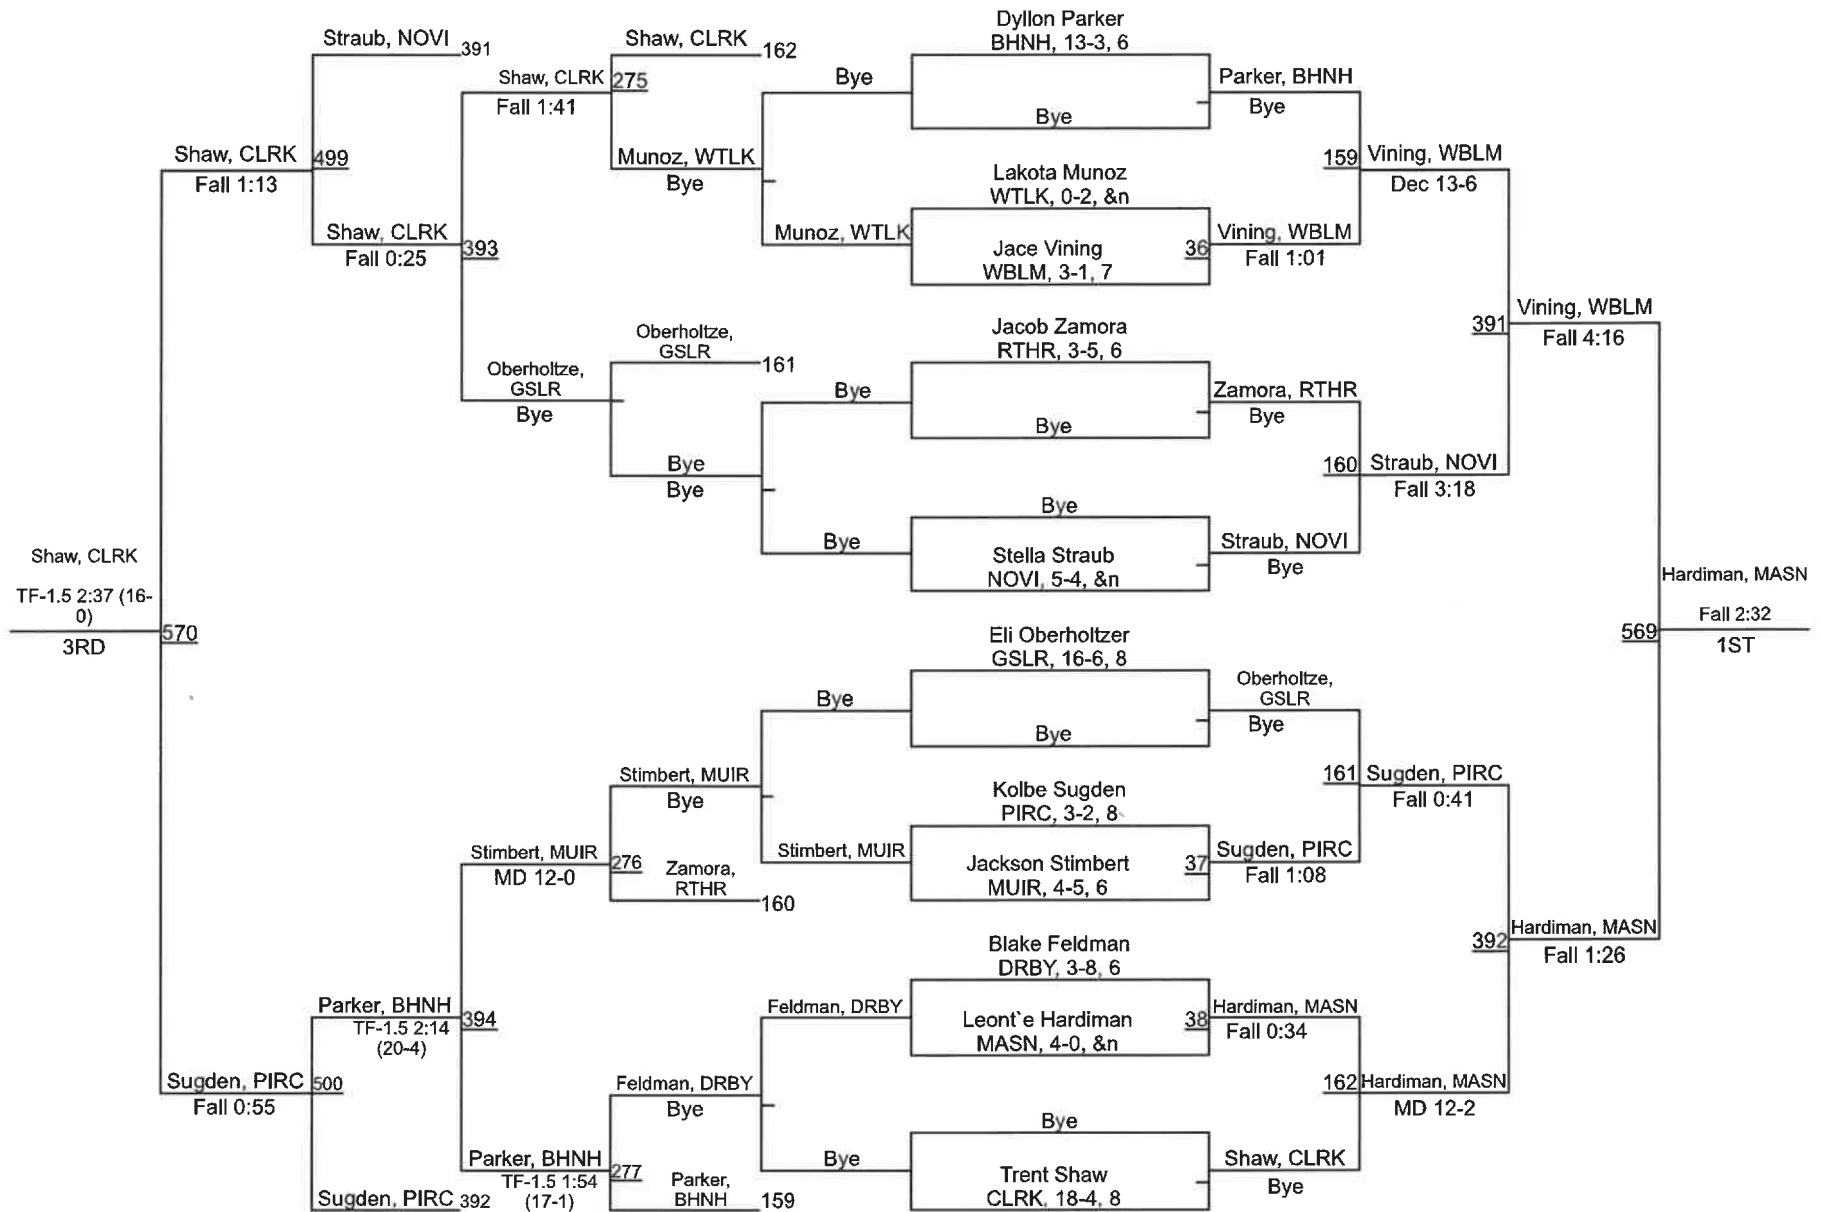 Dyllon Parker
BHNH, 13-3, 6
Straub, NOVI 391
Shaw, CLRK 162
Shaw, CLRK 275
Fall 1:41
Bye
Bye
Parker, BHNH
Bye
Shaw, CLRK 499
Fall 1:13
Munoz, WTLK
Bye
159 Vining, WBLM
Dec 13-6
Lakota Munoz
WTLK, 0-2, &n
Shaw, CLRK 393
Fall 0:25
Munoz, WTLK
Jace Vining
WBLM, 3-1, 7
36 Vining, WBLM
Fall 1:01
391 Vining, WBLM
Fall 4:16
Jacob Zamora
RTHR, 3-5, 6
Oberholtze,
GSLR 161
Oberholtze,
GSLR
Bye
Bye
Bye
Zamora, RTHR
Bye
Bye
Bye
160 Straub, NOVI
Fall 3:18
Bye
Bye
Stella Straub
NOVI, 5-4, &n
Straub, NOVI
Bye
Shaw, CLRK
TF-1.5 2:37 (16-
0)
570
3RD
Hardiman, MASN
Fall 2:32
569
1ST
Eli Oberholtzer
GSLR, 16-6, 8
Bye
Bye
Oberholtze,
GSLR
Bye
Stimbert, MUIR
Bye
161 Sugden, PIRC
Fall 0:41
Kolbe Sugden
PIRC, 3-2, 8
Stimbert, MUIR 276
MD 12-0
Zamora,
RTHR
160
Stimbert, MUIR
Jackson Stimbert
MUIR, 4-5, 6
37 Sugden, PIRC
Fall 1:08
392 Hardiman, MASN
Fall 1:26
Blake Feldman
DRBY, 3-8, 6
Parker, BHNH 394
TF-1.5 2:14
(20-4)
Feldman, DRBY
Leont`e Hardiman
MASN, 4-0, &n
38 Hardiman, MASN
Fall 0:34
Sugden, PIRC 500
Fall 0:55
Feldman, DRBY
Bye
162 Hardiman, MASN
MD 12-2
Bye
Parker, BHNH 277
TF-1.5 1:54
(17-1)
Bye
Trent Shaw
CLRK, 18-4, 8
Shaw, CLRK
Bye
Sugden, PIRC 392
Parker,
BHNH 159